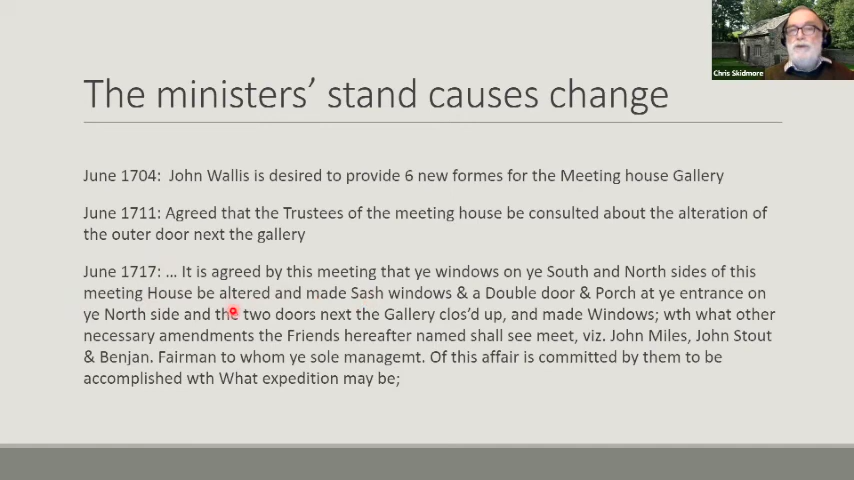 Chris Skidmore
The ministers’ stand causes change
June 1704: John Wallis is desired to provide 6 new formes for the Meeting house Gallery
June 1711: Agreed that the Trustees of the meeting house be consulted about the alteration of
the outer door next the gallery
June 1717: … It is agreed by this meeting that ye windows on ye South and North sides of this
meeting House be altered and made Sash windows & a Double door & Porch at ye entrance on
ye North side and the two doors next the Gallery clos’d up, and made Windows; wth what other
necessary amendments the Friends hereafter named shall see meet, viz. John Miles, John Stout
& Benjan. Fairman to whom ye sole managemt. Of this affair is committed by them to be
accomplished wth What expedition may be;